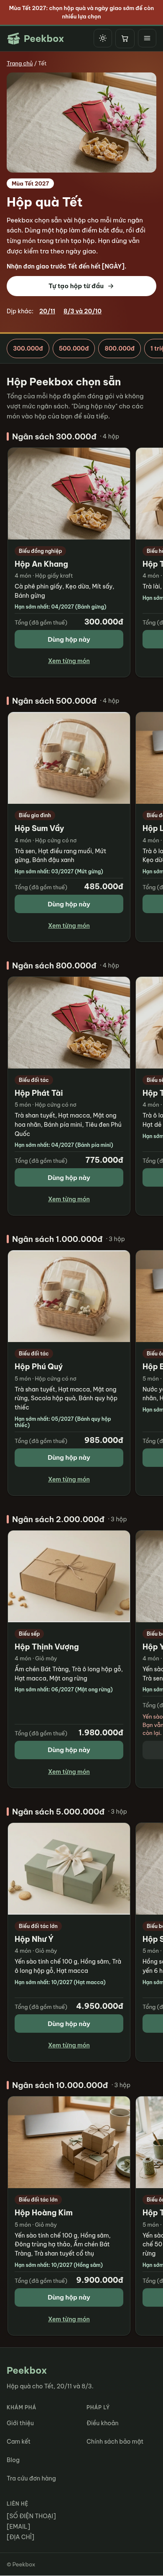 Mùa Tết 2027: chọn hộp quà và ngày giao sớm để còn
nhiều lựa chọn
Peekbox
Trang chủ / Tết
Mùa Tết 2027
Hộp quà Tết
Peekbox chọn sẵn vài hộp cho mỗi mức ngân
sách. Dùng một hộp làm điểm bắt đầu, rồi đổi
từng món trong trình tạo hộp. Hạn dùng vẫn
được kiểm tra theo ngày giao.
Nhận đơn giao trước Tết đến hết [NGÀY].
Tự tạo hộp từ đầu →
Dịp khác: 20/11 8/3 và 20/10
300.000đ 500.000đ 800.000đ 1 triệ
Hộp Peekbox chọn sẵn
Tổng của mỗi hộp đã gồm đóng gói và không
vượt mức ngân sách. "Dùng hộp này" cho các
món vào hộp của bạn để sửa tiếp.
Ngân sách 300.000đ · 4 hộp
Biếu đồng nghiệp
Hộp An Khang
4 món · Hộp giấy kraft
Cà phê phin giấy, Kẹo dừa, Mít sấy,
Bánh gừng
Hạn sớm nhất: 04/2027 (Bánh gừng)
Tổng (đã gồm thuế) 300.000đ
Dùng hộp này
Xem từng món
Ngân sách 500.000đ · 4 hộp
Biếu gia đình
Hộp Sum Vầy
4 món · Hộp cứng có nơ
Trà sen, Hạt điều rang muối, Mứt
gừng, Bánh đậu xanh
Hạn sớm nhất: 03/2027 (Mứt gừng)
Tổng (đã gồm thuế) 485.000đ
Dùng hộp này
Xem từng món
Ngân sách 800.000đ · 4 hộp
Biếu đối tác
Hộp Phát Tài
5 món · Hộp cứng có nơ
Trà shan tuyết, Hạt macca, Mật ong
hoa nhãn, Bánh pía mini, Tiêu đen Phú
Quốc
Hạn sớm nhất: 04/2027 (Bánh pía mini)
Tổng (đã gồm thuế) 775.000đ
Dùng hộp này
Xem từng món
Ngân sách 1.000.000đ · 3 hộp
Biếu đối tác
Hộp Phú Quý
5 món · Hộp cứng có nơ
Trà shan tuyết, Hạt macca, Mật ong
rừng, Socola hộp quà, Bánh quy hộp
thiếc
Hạn sớm nhất: 05/2027 (Bánh quy hộp
thiếc)
Tổng (đã gồm thuế) 985.000đ
Dùng hộp này
Xem từng món
Ngân sách 2.000.000đ · 3 hộp
Biếu sếp
Hộp Thịnh Vượng
4 món · Giỏ mây
Ấm chén Bát Tràng, Trà ô long hộp gỗ,
Hạt macca, Mật ong rừng
Hạn sớm nhất: 06/2027 (Mật ong rừng)
Tổng (đã gồm thuế) 1.980.000đ
Dùng hộp này
Xem từng món
Ngân sách 5.000.000đ · 3 hộp
Biếu đối tác lớn
Hộp Như Ý
4 món · Giỏ mây
Yến sào tinh chế 100 g, Hồng sâm, Trà
ô long hộp gỗ, Hạt macca
Hạn sớm nhất: 10/2027 (Hạt macca)
Tổng (đã gồm thuế) 4.950.000đ
Dùng hộp này
Xem từng món
Ngân sách 10.000.000đ · 3 hộp
Biếu đối tác lớn
Hộp Hoàng Kim
5 món · Giỏ mây
Yến sào tinh chế 100 g, Hồng sâm,
Đông trùng hạ thảo, Ấm chén Bát
Tràng, Trà shan tuyết cổ thụ
Hạn sớm nhất: 10/2027 (Hồng sâm)
Tổng (đã gồm thuế) 9.900.000đ
Dùng hộp này
Xem từng món
Peekbox
Hộp quà cho Tết, 20/11 và 8/3.
KHÁM PHÁ
Giới thiệu
Cam kết
Blog
Tra cứu đơn hàng
PHÁP LÝ
Điều khoản
Chính sách bảo mật
LIÊN HỆ
[SỐ ĐIỆN THOẠI]
[EMAIL]
[ĐỊA CHỈ]
© Peekbox